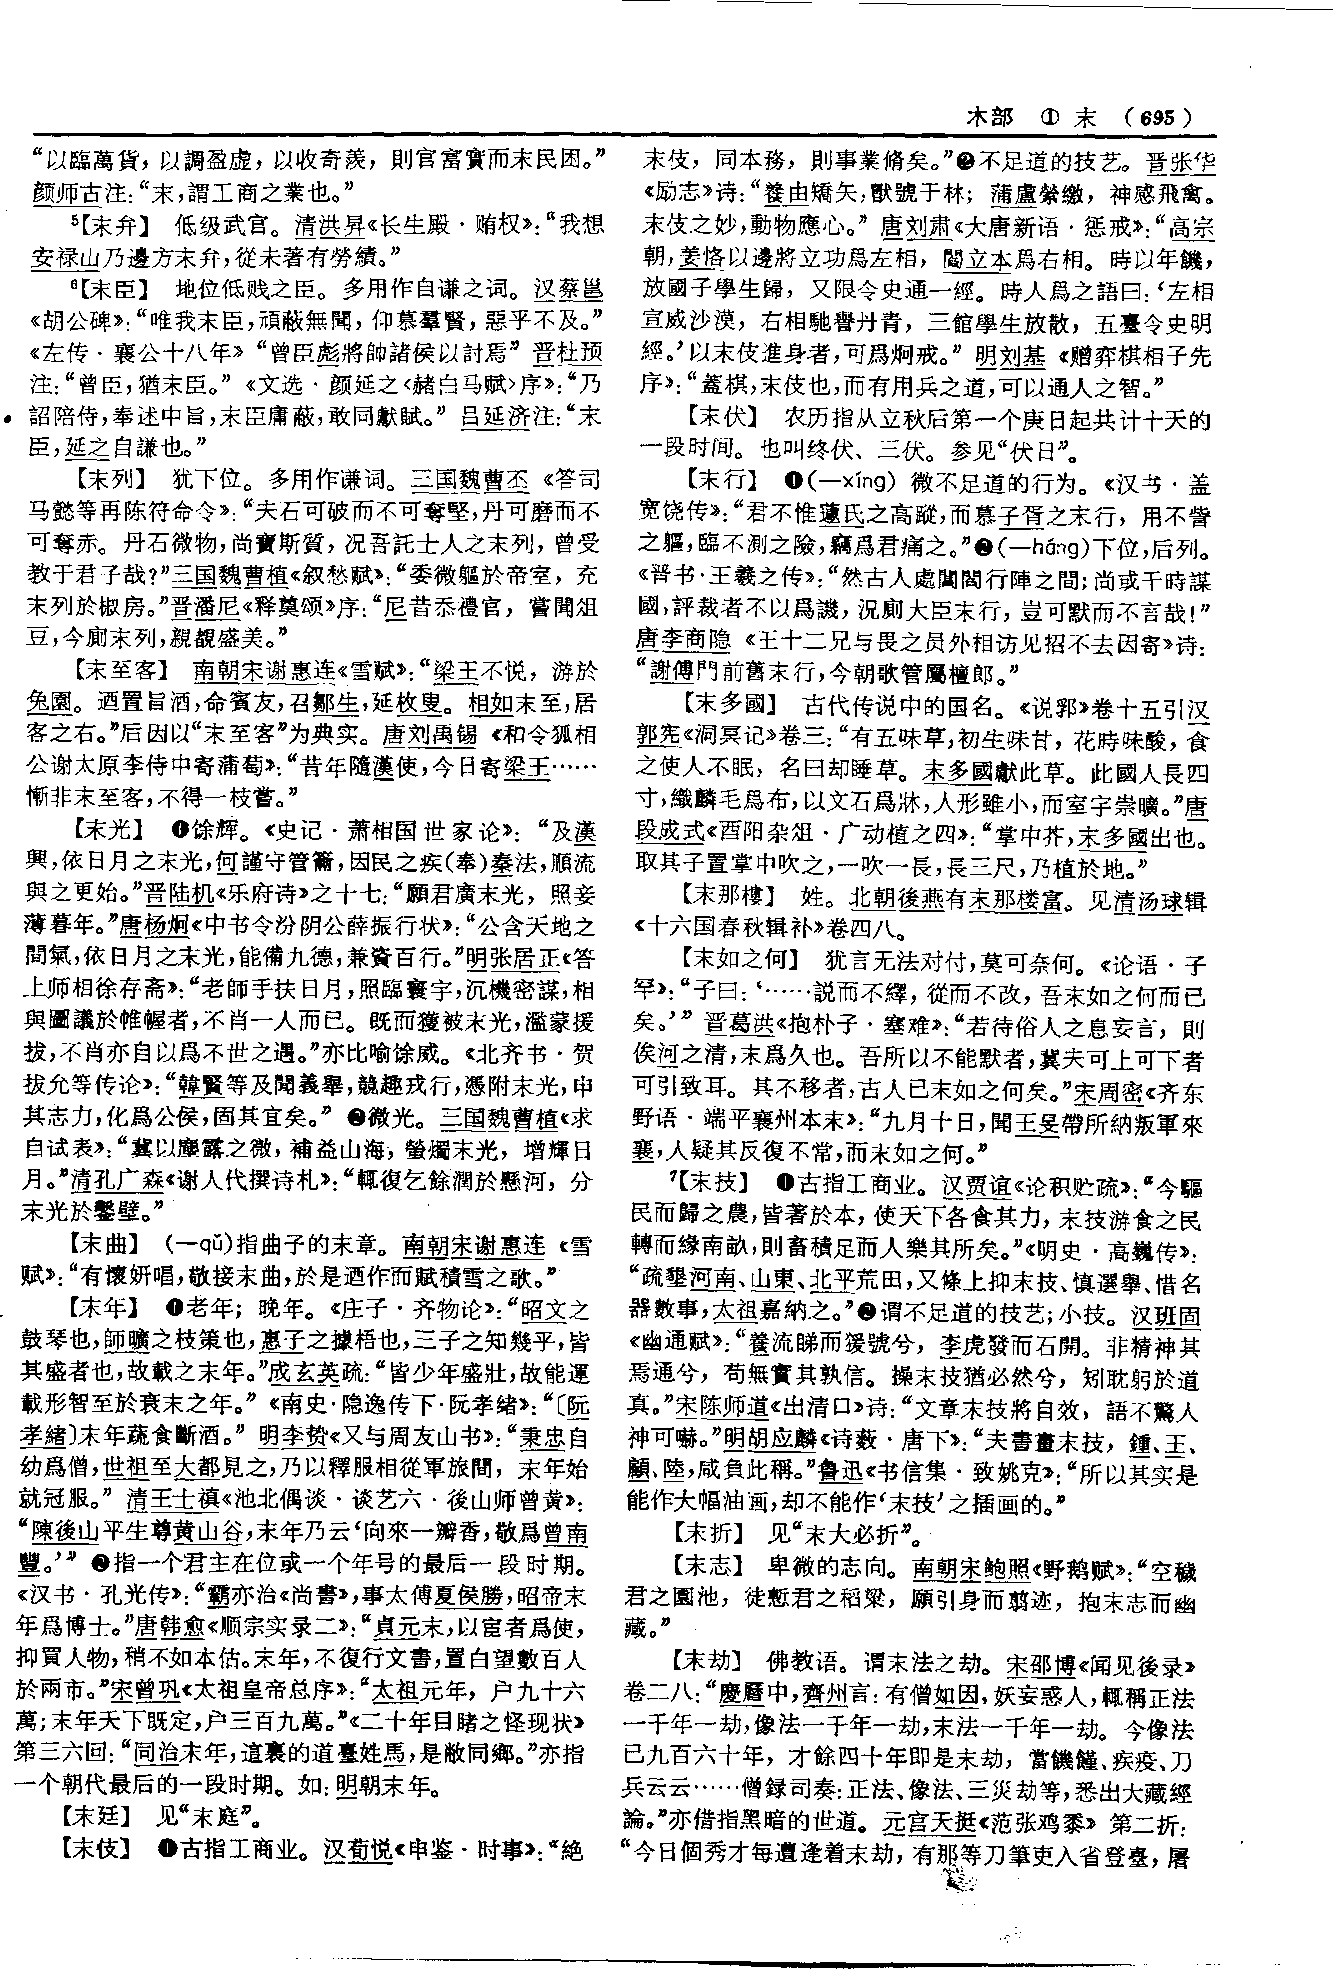 木部 ① 末 （695）
“以臨萬貨，以調盈虚，以收奇羡，則官富實而末民困。”
颜师古注：“末，謂工商之業也。”
⁵【末弁】 低级武官。清洪昇《长生殿·贿权》：“我想
安禄山乃邊方末弁，從未著有勞績。”
⁶【末臣】 地位低贱之臣。多用作自谦之词。汉蔡邕
《胡公碑》：“唯我末臣，頑蔽無聞，仰慕羣賢，惡乎不及。”
《左传·襄公十八年》“曾臣彪將帥諸侯以討焉”晋杜预
注：“曾臣，猶末臣。”《文选·颜延之〈赭白马赋〉序》：“乃
詔陪侍，奉述中旨，末臣庸蔽，敢同獻賦。”吕延济注：“末
臣，延之自謙也。”
【末列】 犹下位。多用作谦词。三国魏曹丕《答司
马懿等再陈符命令》：“夫石可破而不可奪堅，丹可磨而不
可奪赤。丹石微物，尚實斯質，况吾託士人之末列，曾受
教于君子哉？”三国魏曹植《叙愁赋》：“委微軀於帝室，充
末列於椒房。”晋潘尼《释奠颂》序：“尼昔忝禮官，嘗聞俎
豆，今廁末列，親覩盛美。”
【末至客】 南朝宋谢惠连《雪赋》：“梁王不悦，游於
兔園。迺置旨酒，命賓友，召鄒生，延枚叟。相如末至，居
客之右。”后因以“末至客”为典实。唐刘禹锡《和令狐相
公谢太原李侍中寄蒲萄》：“昔年隨漢使，今日寄梁王……
慚非末至客，不得一枝嘗。”
【末光】 ❶馀辉。《史记·萧相国世家论》：“及漢
興，依日月之末光，何謹守管籥，因民之疾（奉）秦法，順流
與之更始。”晋陆机《乐府诗》之十七：“願君廣末光，照妾
薄暮年。”唐杨炯《中书令汾阴公薛振行状》：“公含天地之
間氣，依日月之末光，能備九德，兼資百行。”明张居正《答
上师相徐存斋》：“老師手扶日月，照臨寰宇，沉機密謀，相
與圖議於帷幄者，不肖一人而已。既而獲被末光，濫蒙援
拔，不肖亦自以爲不世之遇。”亦比喻馀威。《北齐书·贺
拔允等传论》：“韓賢等及聞義舉，競趣戎行，憑附末光，申
其志力，化爲公侯，固其宜矣。”❷微光。三国魏曹植《求
自试表》：“冀以塵露之微，補益山海；螢燭末光，增輝日
月。”清孔广森《谢人代撰诗札》：“輒復乞餘潤於懸河，分
末光於鑿壁。”
【末曲】 （—qǔ）指曲子的末章。南朝宋谢惠连《雪
赋》：“有懷妍唱，敬接末曲，於是迺作而賦積雪之歌。”
【末年】 ❶老年；晚年。《庄子·齐物论》：“昭文之
鼓琴也，師曠之枝策也，惠子之據梧也，三子之知幾乎，皆
其盛者也，故載之末年。”成玄英疏：“皆少年盛壯，故能運
載形智至於衰末之年。”《南史·隐逸传下·阮孝绪》：“〔阮
孝緒〕末年蔬食斷酒。”明李贽《又与周友山书》：“秉忠自
幼爲僧，世祖至大都見之，乃以釋服相從軍旅間，末年始
就冠服。”清王士禛《池北偶谈·谈艺六·後山师曾黄》：
“陳後山平生尊黄山谷，末年乃云‘向來一瓣香，敬爲曾南
豐。’”❷指一个君主在位或一个年号的最后一段时期。
《汉书·孔光传》：“霸亦治《尚書》，事太傅夏侯勝，昭帝末
年爲博士。”唐韩愈《顺宗实录二》：“貞元末，以宦者爲使，
抑買人物，稍不如本估。末年，不復行文書，置白望數百人
於兩市。”宋曾巩《太祖皇帝总序》：“太祖元年，户九十六
萬；末年天下既定，户三百九萬。”《二十年目睹之怪现状》
第三六回：“同治末年，這裏的道臺姓馬，是敝同鄉。”亦指
一个朝代最后的一段时期。如：明朝末年。
【末廷】 见“末庭”。
【末伎】 ❶古指工商业。汉荀悦《申鉴·时事》：“絶
末伎，同本務，則事業脩矣。”❷不足道的技艺。晋张华
《励志》诗：“養由矯矢，獸號于林；蒲盧縈繳，神感飛禽。
末伎之妙，動物應心。”唐刘肃《大唐新语·惩戒》：“高宗
朝，姜恪以邊將立功爲左相，閻立本爲右相。時以年饑，
放國子學生歸，又限令史通一經。時人爲之語曰：‘左相
宣威沙漠，右相馳譽丹青，三館學生放散，五臺令史明
經。’以末伎進身者，可爲炯戒。”明刘基《赠弈棋相子先
序》：“蓋棋，末伎也，而有用兵之道，可以通人之智。”
【末伏】 农历指从立秋后第一个庚日起共计十天的
一段时间。也叫终伏、三伏。参见“伏日”。
【末行】 ❶（—xíng）微不足道的行为。《汉书·盖
宽饶传》：“君不惟蘧氏之高蹤，而慕子胥之末行，用不訾
之軀，臨不測之險，竊爲君痛之。”❷（—háng）下位，后列。
《晋书·王羲之传》：“然古人處閭閻行陣之間；尚或干時謀
國，評裁者不以爲譏，況廁大臣末行，豈可默而不言哉！”
唐李商隐《王十二兄与畏之员外相访见招不去因寄》诗：
“謝傅門前舊末行，今朝歌管屬檀郎。”
【末多國】 古代传说中的国名。《说郛》卷十五引汉
郭宪《洞冥记》卷三：“有五味草，初生味甘，花時味酸，食
之使人不眠，名曰却睡草。末多國獻此草。此國人長四
寸，織麟毛爲布，以文石爲牀，人形雖小，而室宇崇曠。”唐
段成式《酉阳杂俎·广动植之四》：“掌中芥，末多國出也。
取其子置掌中吹之，一吹一長，長三尺，乃植於地。”
【末那樓】 姓。北朝後燕有末那楼富。见清汤球辑
《十六国春秋辑补》卷四八。
【末如之何】 犹言无法对付，莫可奈何。《论语·子
罕》：“子曰：‘……説而不繹，從而不改，吾末如之何而已
矣。’”晋葛洪《抱朴子·塞难》：“若待俗人之息妄言，則
俟河之清，未爲久也。吾所以不能默者，冀夫可上可下者
可引致耳。其不移者，古人已末如之何矣。”宋周密《齐东
野语·端平襄州本末》：“九月十日，聞王旻帶所納叛軍來
襄，人疑其反復不常，而末如之何。”
⁷【末技】 ❶古指工商业。汉贾谊《论积贮疏》：“今驅
民而歸之農，皆著於本，使天下各食其力，末技游食之民
轉而緣南畝，則畜積足而人樂其所矣。”《明史·高巍传》：
“疏墾河南、山東、北平荒田，又條上抑末技、慎選舉、惜名
器數事，太祖嘉納之。”❷谓不足道的技艺；小技。汉班固
《幽通赋》：“養流睇而猨號兮，李虎發而石開。非精神其
焉通兮，苟無實其孰信。操末技猶必然兮，矧耽躬於道
真。”宋陈师道《出清口》诗：“文章末技將自效，語不驚人
神可嚇。”明胡应麟《诗薮·唐下》：“夫書畫末技，鍾、王、
顧、陸，咸負此稱。”鲁迅《书信集·致姚克》：“所以其实是
能作大幅油画，却不能作‘末技’之插画的。”
【末折】 见“末大必折”。
【末志】 卑微的志向。南朝宋鲍照《野鹅赋》：“空穢
君之園池，徒慙君之稻粱，願引身而翦迹，抱末志而幽
藏。”
【末劫】 佛教语。谓末法之劫。宋邵博《闻见後录》
卷二八：“慶曆中，齊州言：有僧如因，妖妄惑人，輒稱正法
一千年一劫，像法一千年一劫，末法一千年一劫。今像法
已九百六十年，才餘四十年即是末劫，當饑饉、疾疫、刀
兵云云……僧録司奏：正法、像法、三災劫等，悉出大藏經
論。”亦借指黑暗的世道。元宫天挺《范张鸡黍》第二折：
“今日個秀才每遭逢着末劫，有那等刀筆吏入省登臺，屠